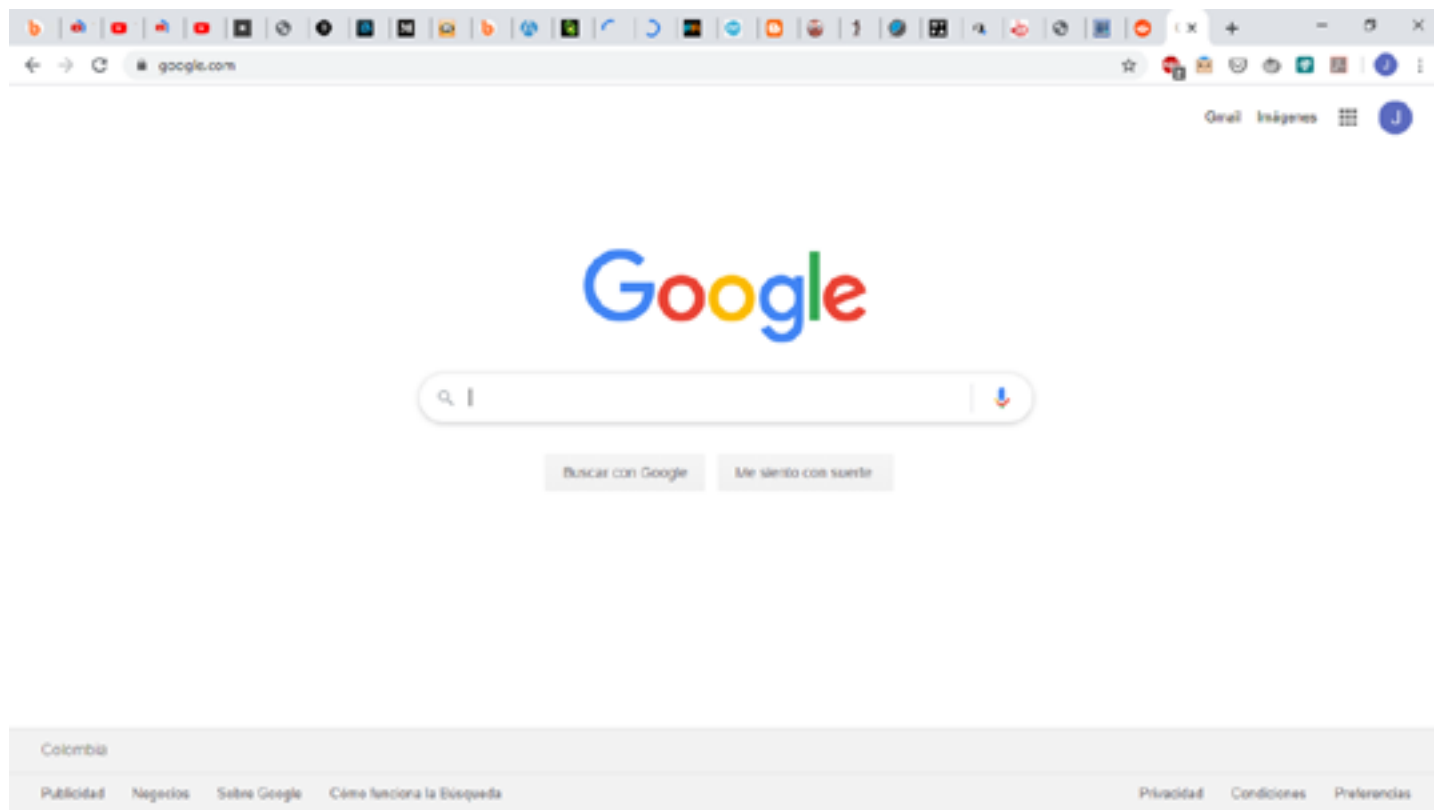 google.com
Gmail Imágenes
J
Google
Buscar con Google Me siento con suerte
Colombia
Publicidad Negocios Sobre Google Cómo funciona la Búsqueda
Privacidad Condiciones Preferencias